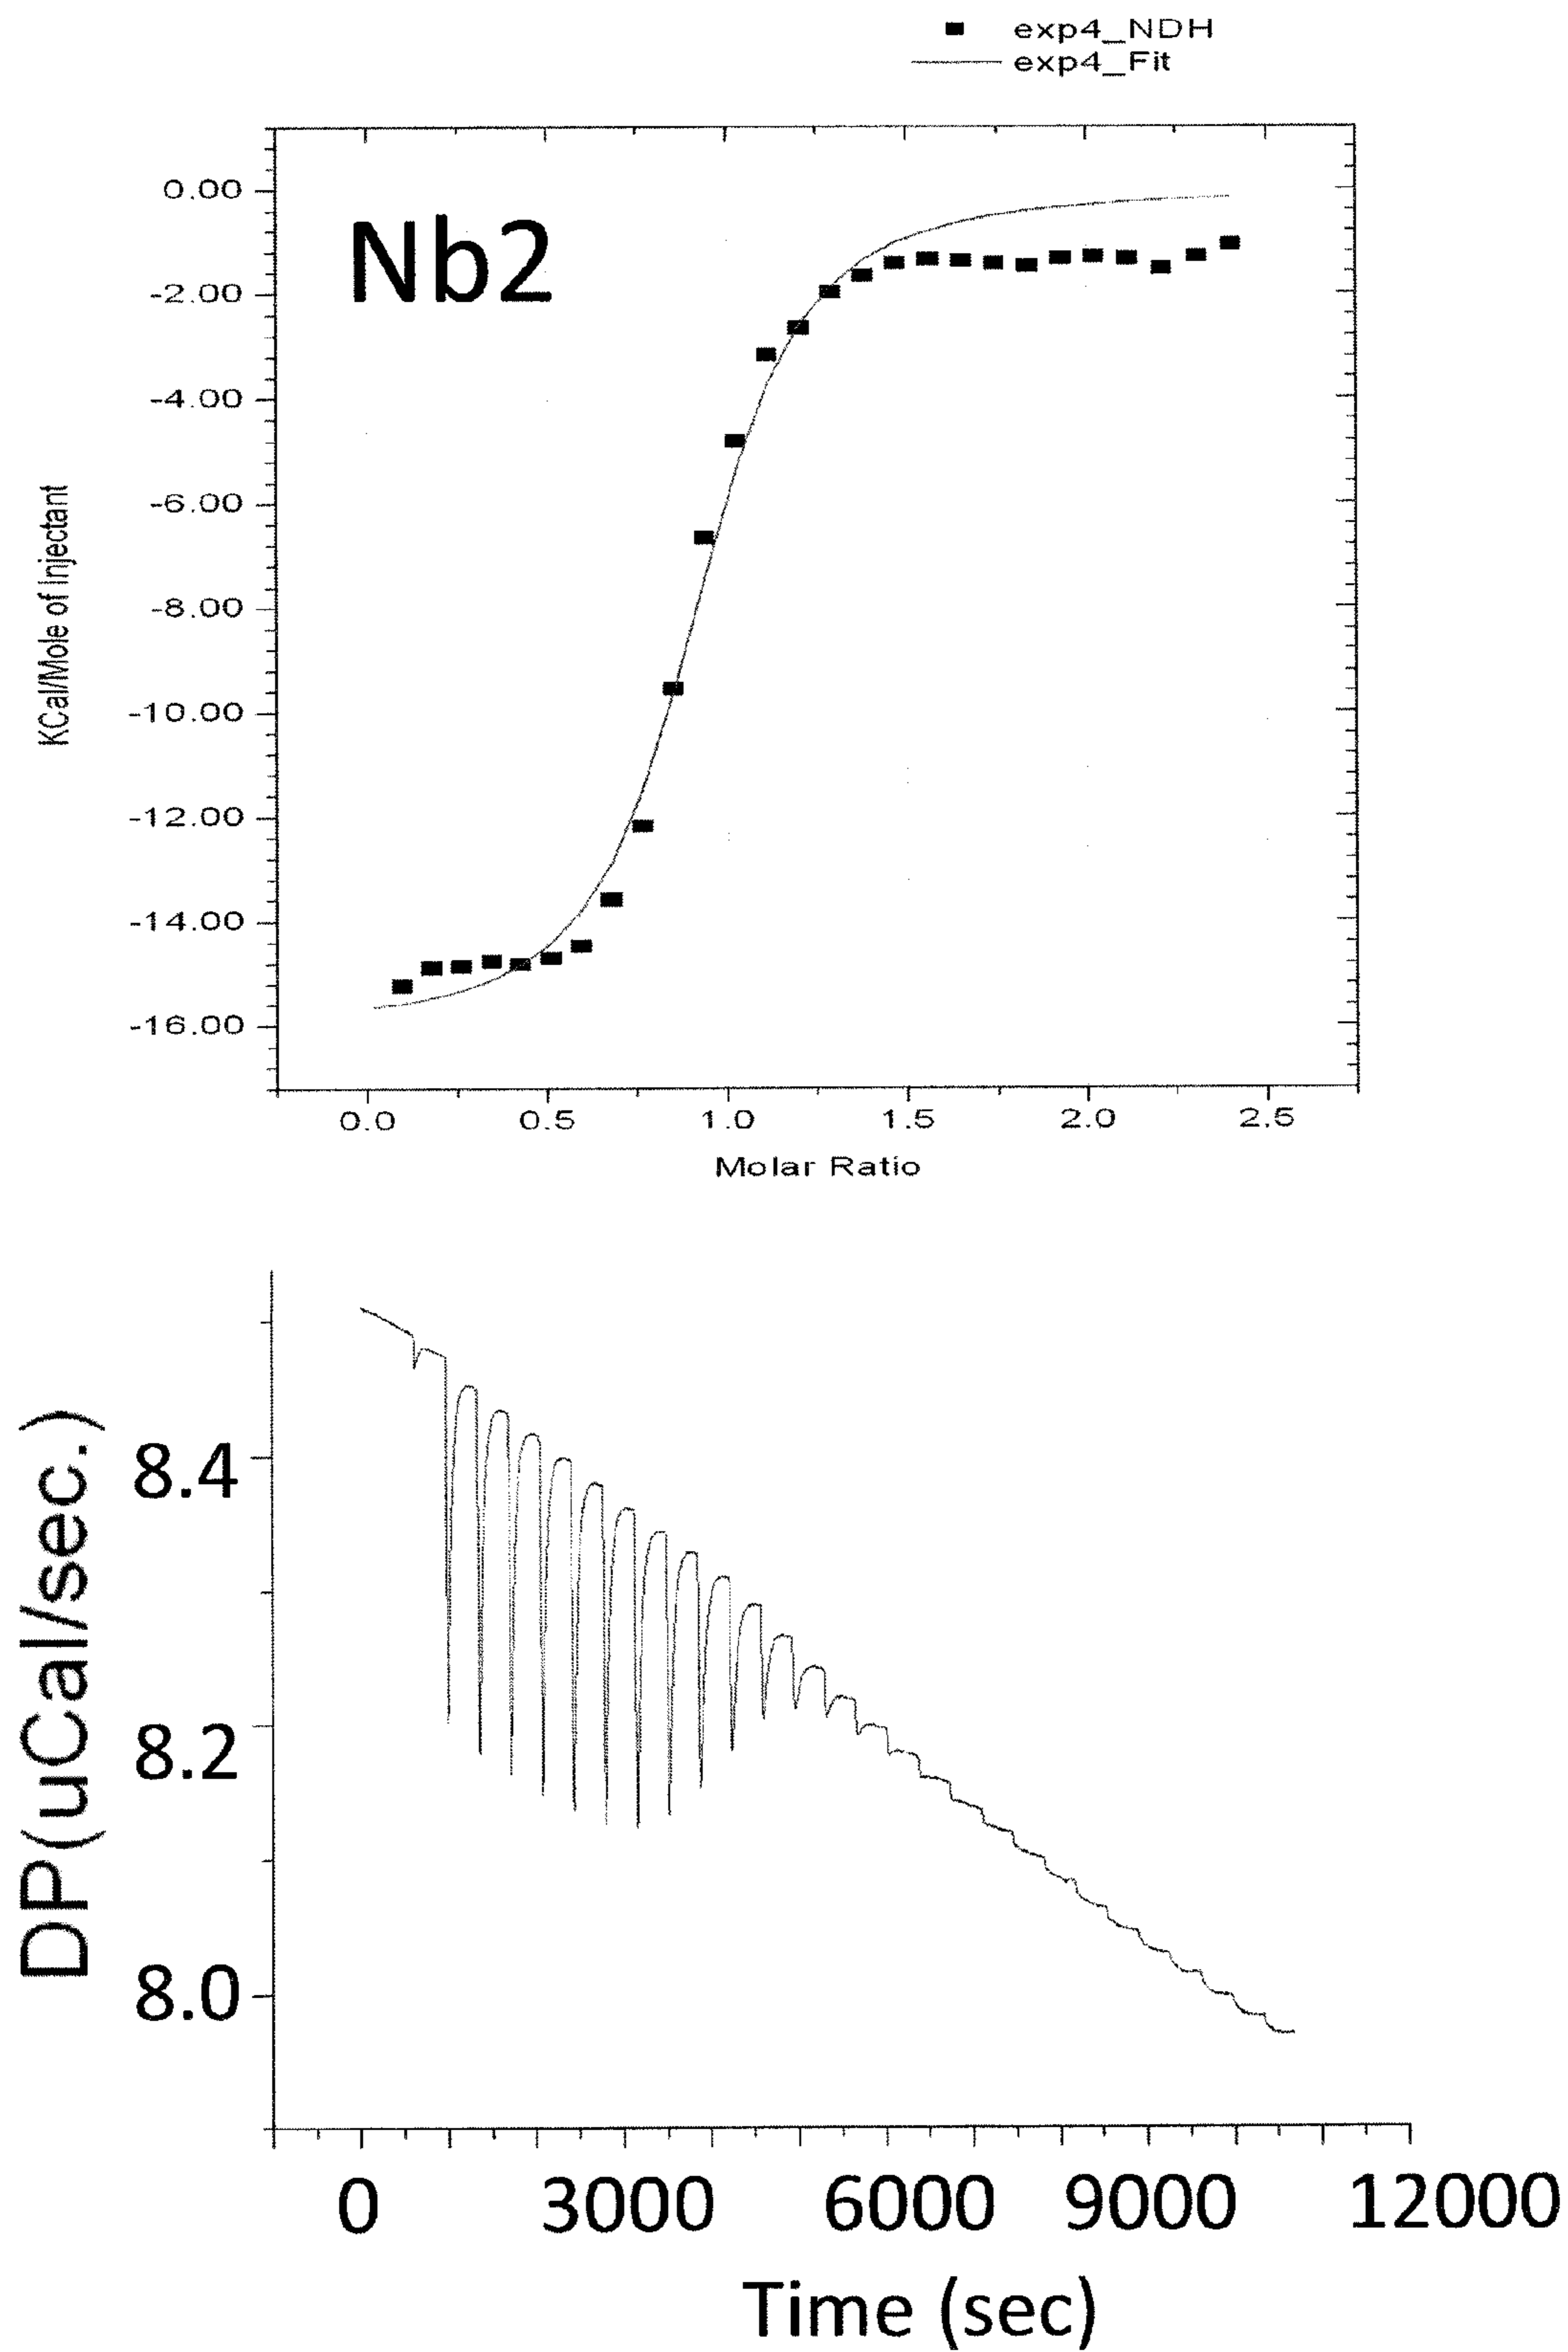 exp4_NDH
exp4_Fit
Nb2
0.00
-2.00
-4.00
-6.00
-8.00
-10.00
-12.00
-14.00
-16.00
KCal/Mole of Injectant
0.0 0.5 1.0 1.5 2.0 2.5
Molar Ratio
8.4
8.2
8.0
DP(uCal/sec.)
0 3000 6000 9000 12000
Time (sec)